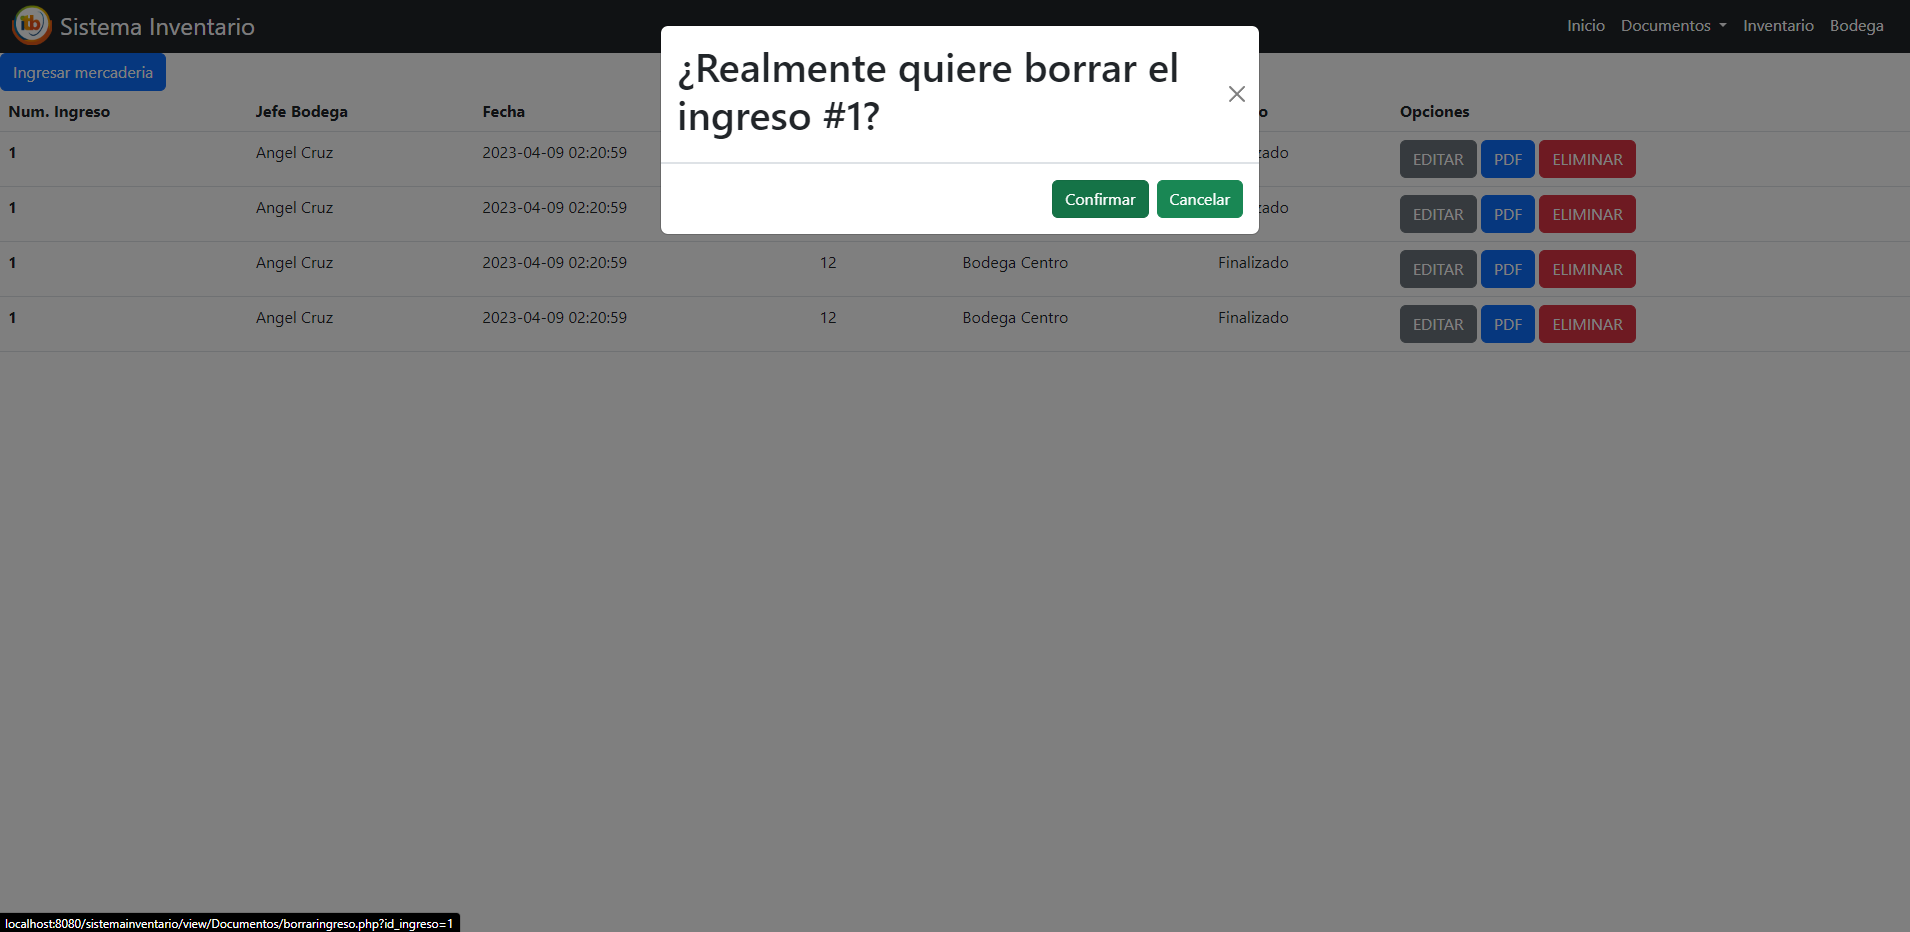 itb Sistema Inventario Inicio Documentos Inventario Bodega
Ingresar mercaderia
¿Realmente quiere borrar el
ingreso #1?
Confirmar Cancelar
Num. Ingreso Jefe Bodega Fecha o Opciones
1 Angel Cruz 2023-04-09 02:20:59 zado EDITAR PDF ELIMINAR
1 Angel Cruz 2023-04-09 02:20:59 zado EDITAR PDF ELIMINAR
1 Angel Cruz 2023-04-09 02:20:59 12 Bodega Centro Finalizado EDITAR PDF ELIMINAR
1 Angel Cruz 2023-04-09 02:20:59 12 Bodega Centro Finalizado EDITAR PDF ELIMINAR
localhost:8080/sistemainventario/view/Documentos/borraringreso.php?id_ingreso=1